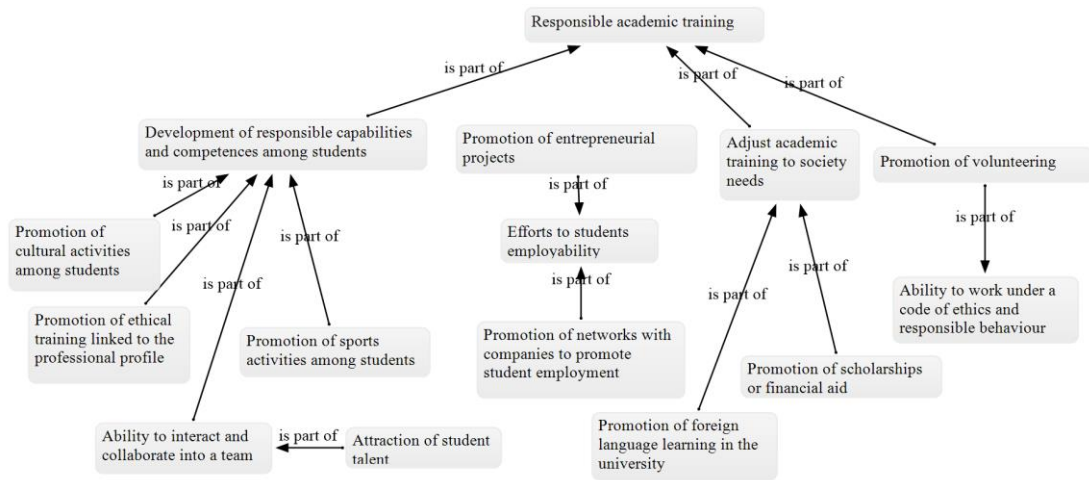 Responsible academic training
is part of
is part of
is part of
Development of responsible capabilities
and competences among students
Promotion of entrepreneurial
projects
Adjust academic
training to society
needs
Promotion of volunteering
is part of
is part of
is part of
is part of
is part of
Promotion of
cultural activities
among students
Efforts to students
employability
is part of
is part of
is part of
is part of
Promotion of ethical
training linked to the
professional profile
Promotion of sports
activities among students
Promotion of networks with
companies to promote
student employment
Ability to work under a
code of ethics and
responsible behaviour
Promotion of scholarships
or financial aid
Ability to interact and
collaborate into a team
is part of
Attraction of student
talent
Promotion of foreign
language learning in the
university